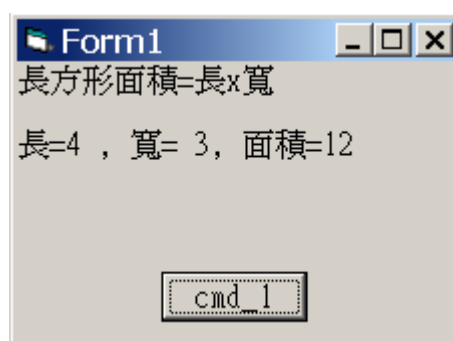 Form1
長方形面積=長x寬
長=4 , 寬= 3, 面積=12
cmd_1